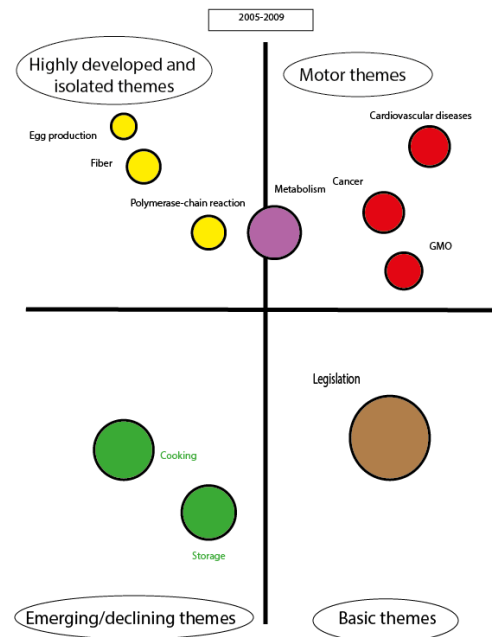 2005-2009
Highly developed and
isolated themes
Motor themes
Cardiovascular diseases
Egg production
Fiber
Polymerase-chain reaction
Metabolism
Cancer
GMO
Legislation
Cooking
Storage
Emerging/declining themes
Basic themes